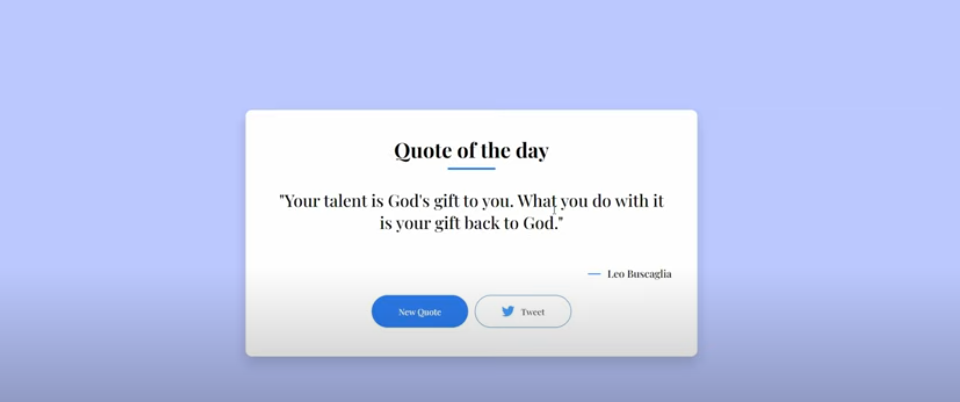 Quote of the day
"Your talent is God's gift to you. What you do with it
is your gift back to God."
— Leo Buscaglia
New Quote
Tweet